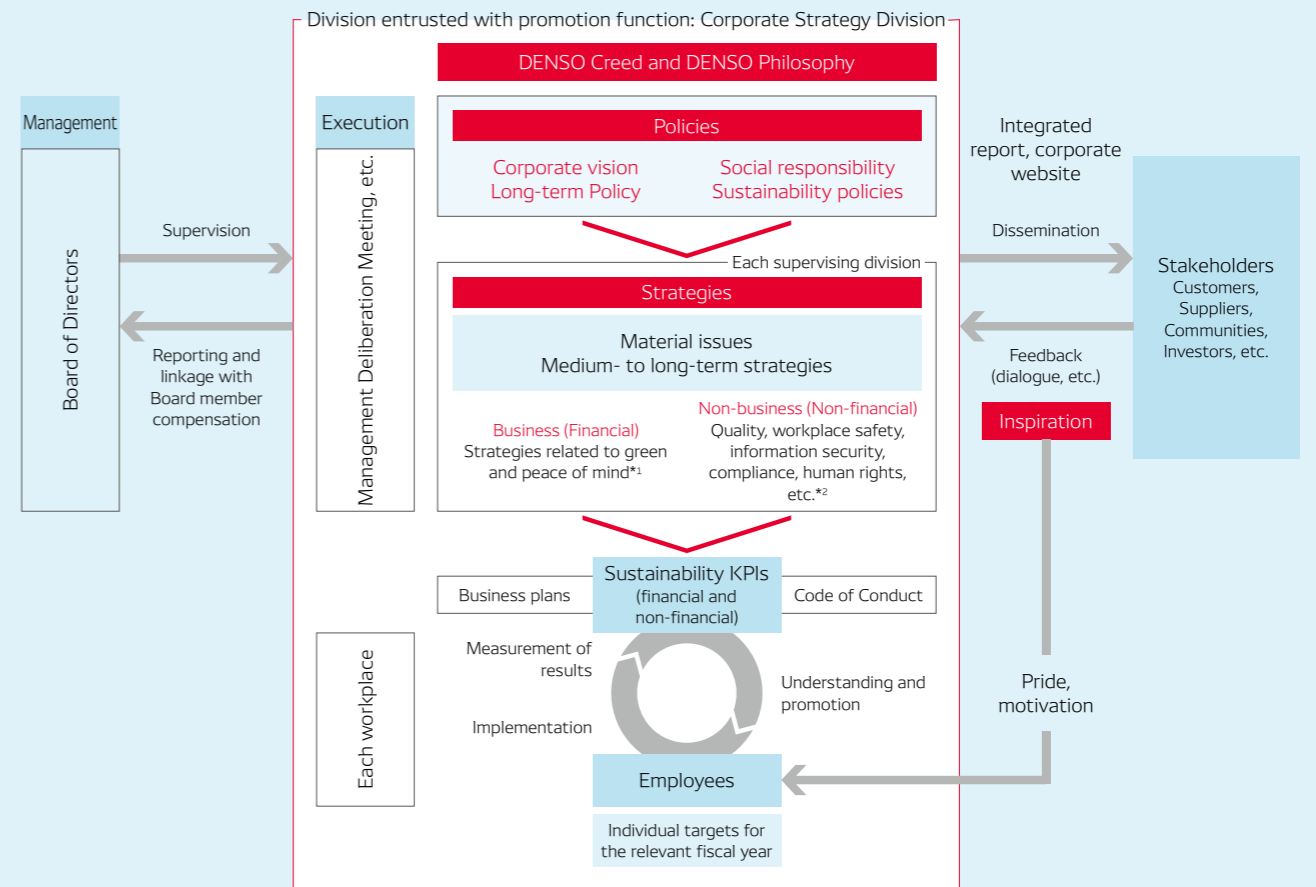 Division entrusted with promotion function: Corporate Strategy Division
DENSO Creed and DENSO Philosophy
Management
Board of Directors
Supervision
Reporting and
linkage with
Board member
compensation
Execution
Management Deliberation Meeting, etc.
Policies
Corporate vision
Long-term Policy
Social responsibility
Sustainability policies
Each supervising division
Strategies
Material issues
Medium- to long-term strategies
Business (Financial)
Strategies related to green
and peace of mind*1
Non-business (Non-financial)
Quality, workplace safety,
information security,
compliance, human rights,
etc.*2
Business plans
Sustainability KPIs
(financial and
non-financial)
Code of Conduct
Each workplace
Measurement of
results
Implementation
Understanding and
promotion
Employees
Individual targets for
the relevant fiscal year
Integrated
report, corporate
website
Dissemination
Feedback
(dialogue, etc.)
Inspiration
Pride,
motivation
Stakeholders
Customers,
Suppliers,
Communities,
Investors, etc.